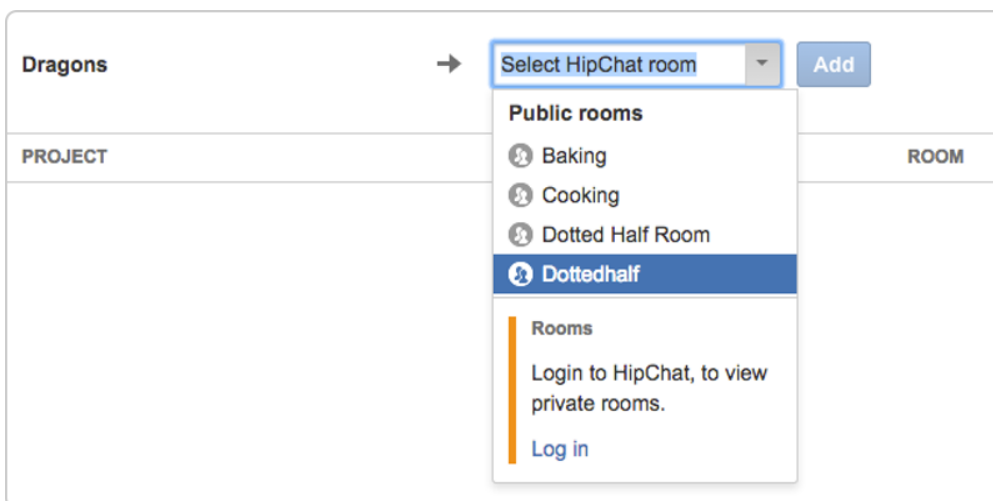 Dragons
Select HipChat room
Add
Public rooms
PROJECT
ROOM
Baking
Cooking
Dotted Half Room
Dottedhalf
Rooms
Login to HipChat, to view
private rooms.
Log in